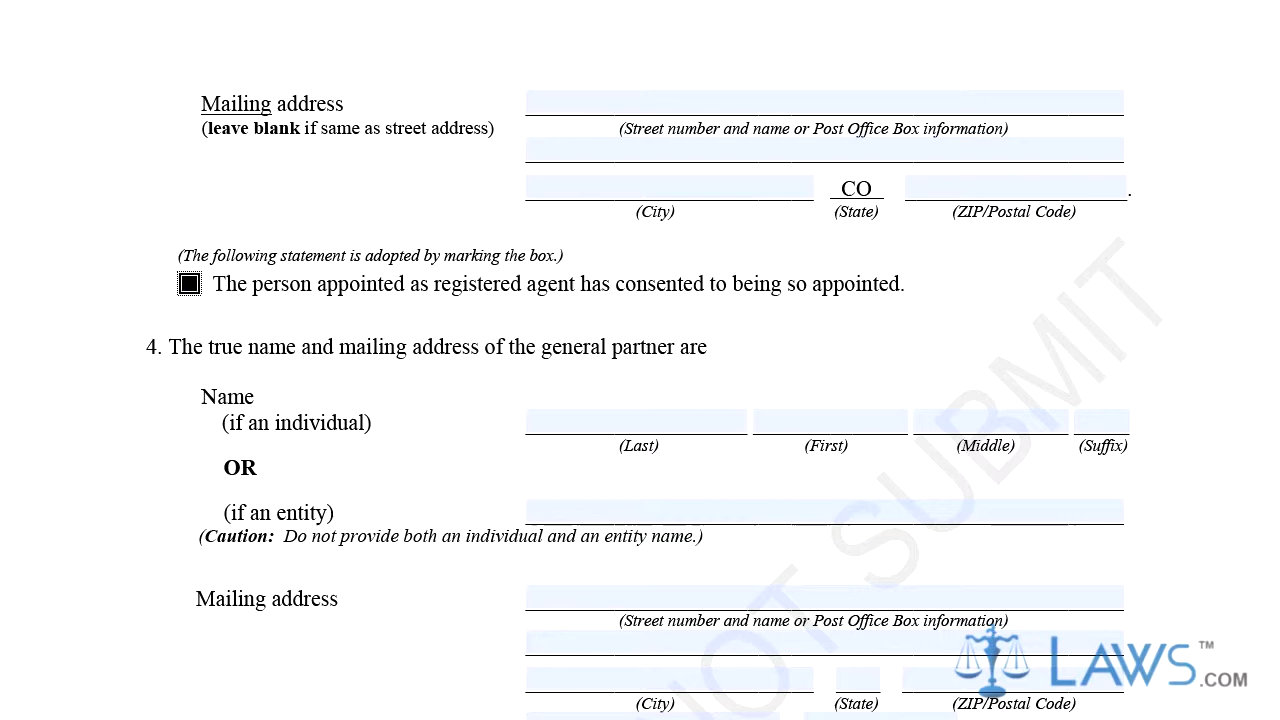 Mailing address
(leave blank if same as street address)
(Street number and name or Post Office Box information)
CO
.
(City) (State) (ZIP/Postal Code)
(The following statement is adopted by marking the box.)
The person appointed as registered agent has consented to being so appointed.
4. The true name and mailing address of the general partner are
Name
(if an individual)
(Last) (First) (Middle) (Suffix)
OR
(if an entity)
(Caution: Do not provide both an individual and an entity name.)
Mailing address
(Street number and name or Post Office Box information)
(City) (State) (ZIP/Postal Code)
NOT SUBMIT
LAWS™.COM